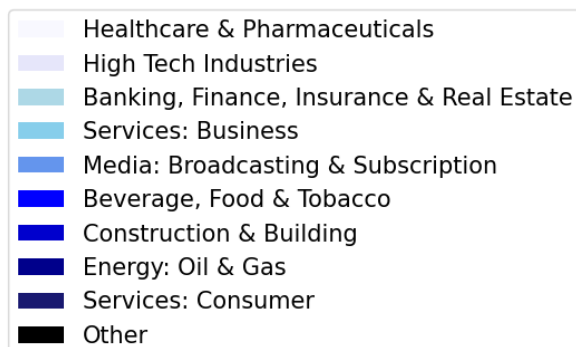 Healthcare & Pharmaceuticals
High Tech Industries
Banking, Finance, Insurance & Real Estate
Services: Business
Media: Broadcasting & Subscription
Beverage, Food & Tobacco
Construction & Building
Energy: Oil & Gas
Services: Consumer
Other